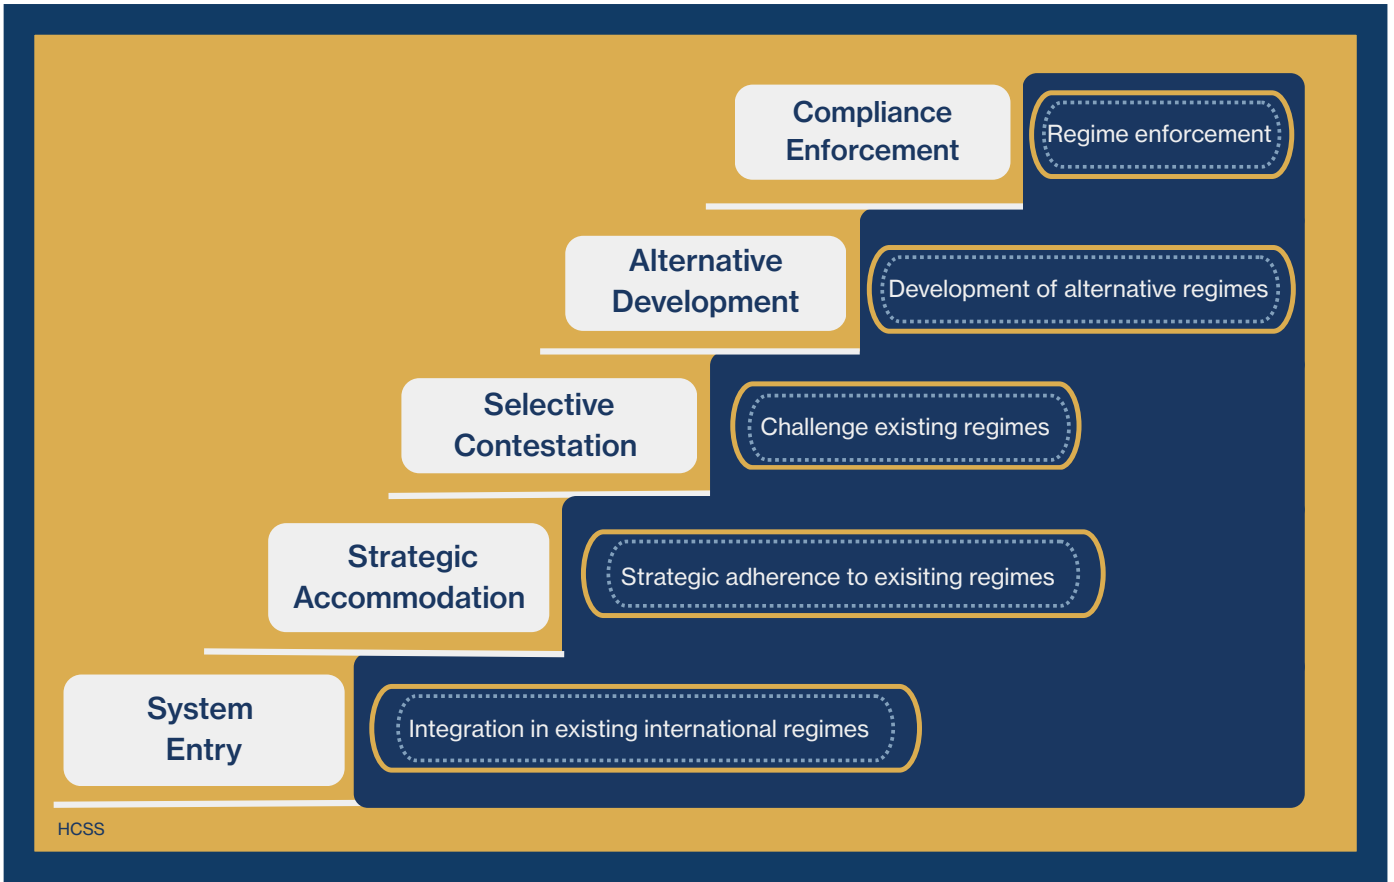 Compliance
Enforcement
Regime enforcement
Alternative
Development
Development of alternative regimes
Selective
Contestation
Challenge existing regimes
Strategic
Accommodation
Strategic adherence to exisiting regimes
System
Entry
Integration in existing international regimes
HCSS